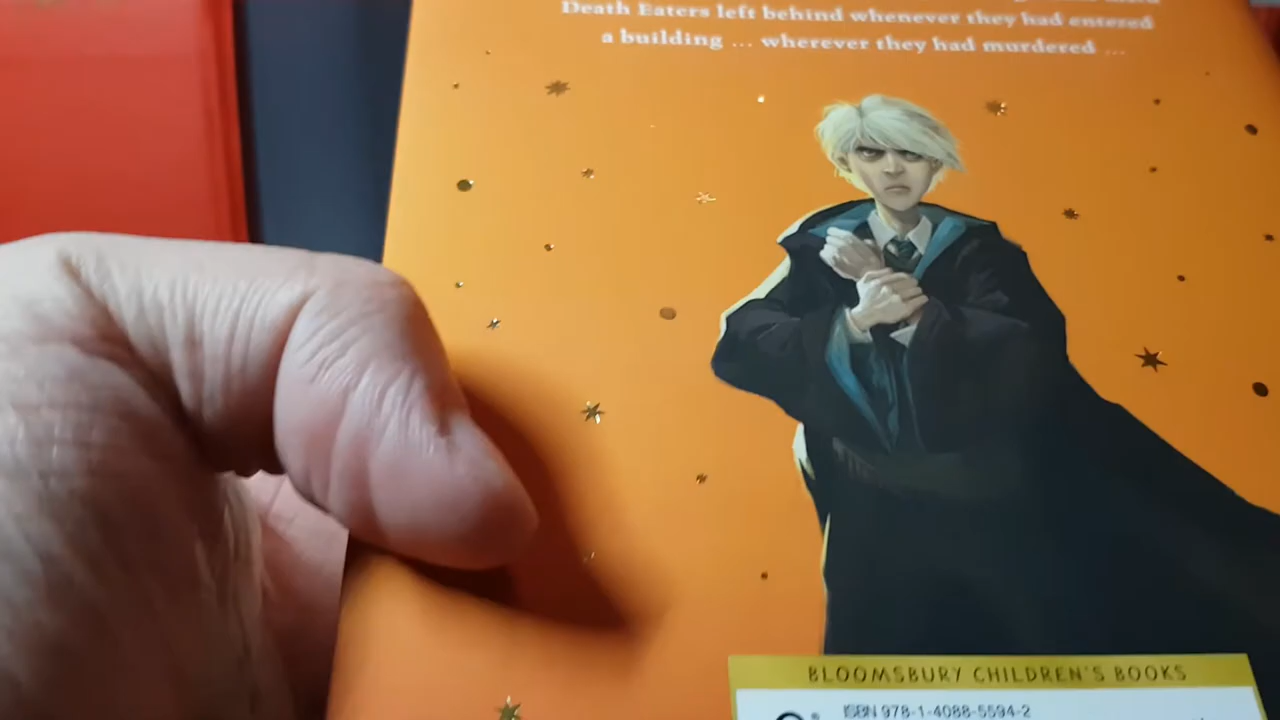 Death Eaters left behind whenever they had entered
a building ... wherever they had murdered ...
BLOOMSBURY CHILDREN'S BOOKS
ISBN 978-1-4088-5594-2